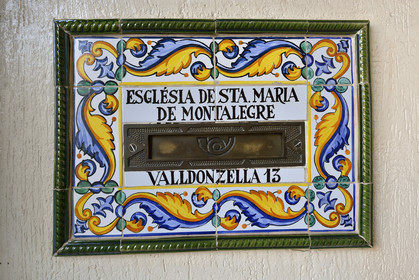 ESGLÉSIA DE STA. MARIA
DE MONTALEGRE
VALLDONZELLA 13